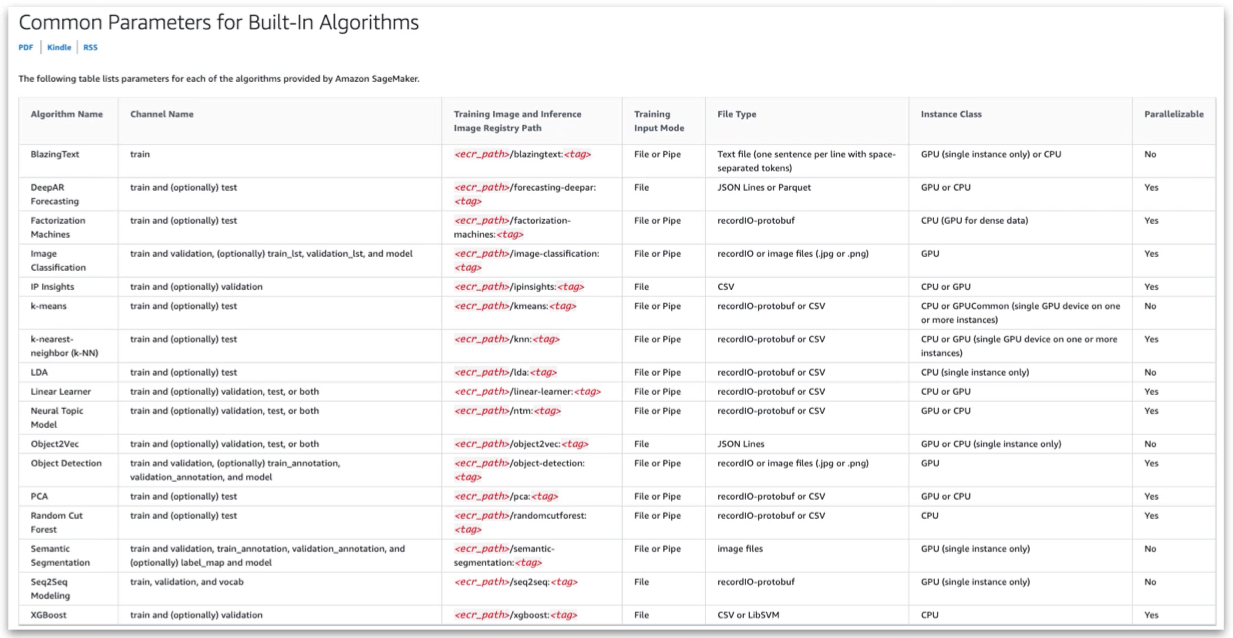 Common Parameters for Built-In Algorithms
PDF | Kindle | RSS
The following table lists parameters for each of the algorithms provided by Amazon SageMaker.
Algorithm Name Channel Name Training Image and Inference Image Registry Path Training Input Mode File Type Instance Class Parallelizable
BlazingText train <ecr_path>/blazingtext:<tag> File or Pipe Text file (one sentence per line with space-separated tokens) GPU (single instance only) or CPU No
DeepAR Forecasting train and (optionally) test <ecr_path>/forecasting-deepar:<tag> File JSON Lines or Parquet GPU or CPU Yes
Factorization Machines train and (optionally) test <ecr_path>/factorization-machines:<tag> File or Pipe recordIO-protobuf CPU (GPU for dense data) Yes
Image Classification train and validation, (optionally) train_lst, validation_lst, and model <ecr_path>/image-classification:<tag> File or Pipe recordIO or image files (.jpg or .png) GPU Yes
IP Insights train and (optionally) validation <ecr_path>/ipinsights:<tag> File CSV CPU or GPU Yes
k-means train and (optionally) test <ecr_path>/kmeans:<tag> File or Pipe recordIO-protobuf or CSV CPU or GPUCommon (single GPU device on one or more instances) No
k-nearest-neighbor (k-NN) train and (optionally) test <ecr_path>/knn:<tag> File or Pipe recordIO-protobuf or CSV CPU or GPU (single GPU device on one or more instances) Yes
LDA train and (optionally) test <ecr_path>/lda:<tag> File or Pipe recordIO-protobuf or CSV CPU (single instance only) No
Linear Learner train and (optionally) validation, test, or both <ecr_path>/linear-learner:<tag> File or Pipe recordIO-protobuf or CSV CPU or GPU Yes
Neural Topic Model train and (optionally) validation, test, or both <ecr_path>/ntm:<tag> File or Pipe recordIO-protobuf or CSV GPU or CPU Yes
Object2Vec train and (optionally) validation, test, or both <ecr_path>/object2vec:<tag> File JSON Lines GPU or CPU (single instance only) No
Object Detection train and validation, (optionally) train_annotation, validation_annotation, and model <ecr_path>/object-detection:<tag> File or Pipe recordIO or image files (.jpg or .png) GPU Yes
PCA train and (optionally) test <ecr_path>/pca:<tag> File or Pipe recordIO-protobuf or CSV GPU or CPU Yes
Random Cut Forest train and (optionally) test <ecr_path>/randomcutforest:<tag> File or Pipe recordIO-protobuf or CSV CPU Yes
Semantic Segmentation train and validation, train_annotation, validation_annotation, and (optionally) label_map and model <ecr_path>/semantic-segmentation:<tag> File or Pipe image files GPU (single instance only) No
Seq2Seq Modeling train, validation, and vocab <ecr_path>/seq2seq:<tag> File recordIO-protobuf GPU (single instance only) No
XGBoost train and (optionally) validation <ecr_path>/xgboost:<tag> File CSV or LibSVM CPU Yes